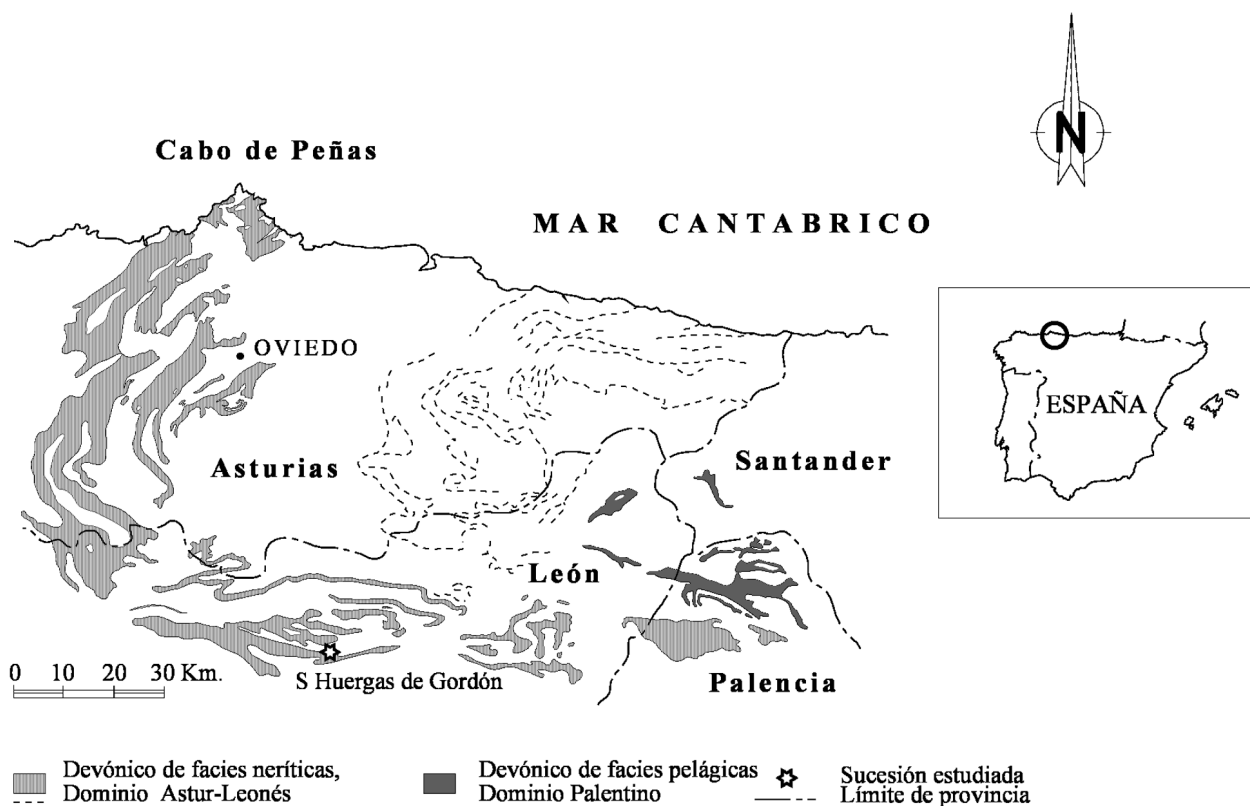 N
Cabo de Peñas
MAR CANTABRICO
OVIEDO
ESPAÑA
Asturias
Santander
León
0 10 20 30 Km.
S Huergas de Gordón
Palencia
Devónico de facies neríticas,
Dominio Astur-Leonés
Devónico de facies pelágicas
Dominio Palentino
Sucesión estudiada
Límite de provincia